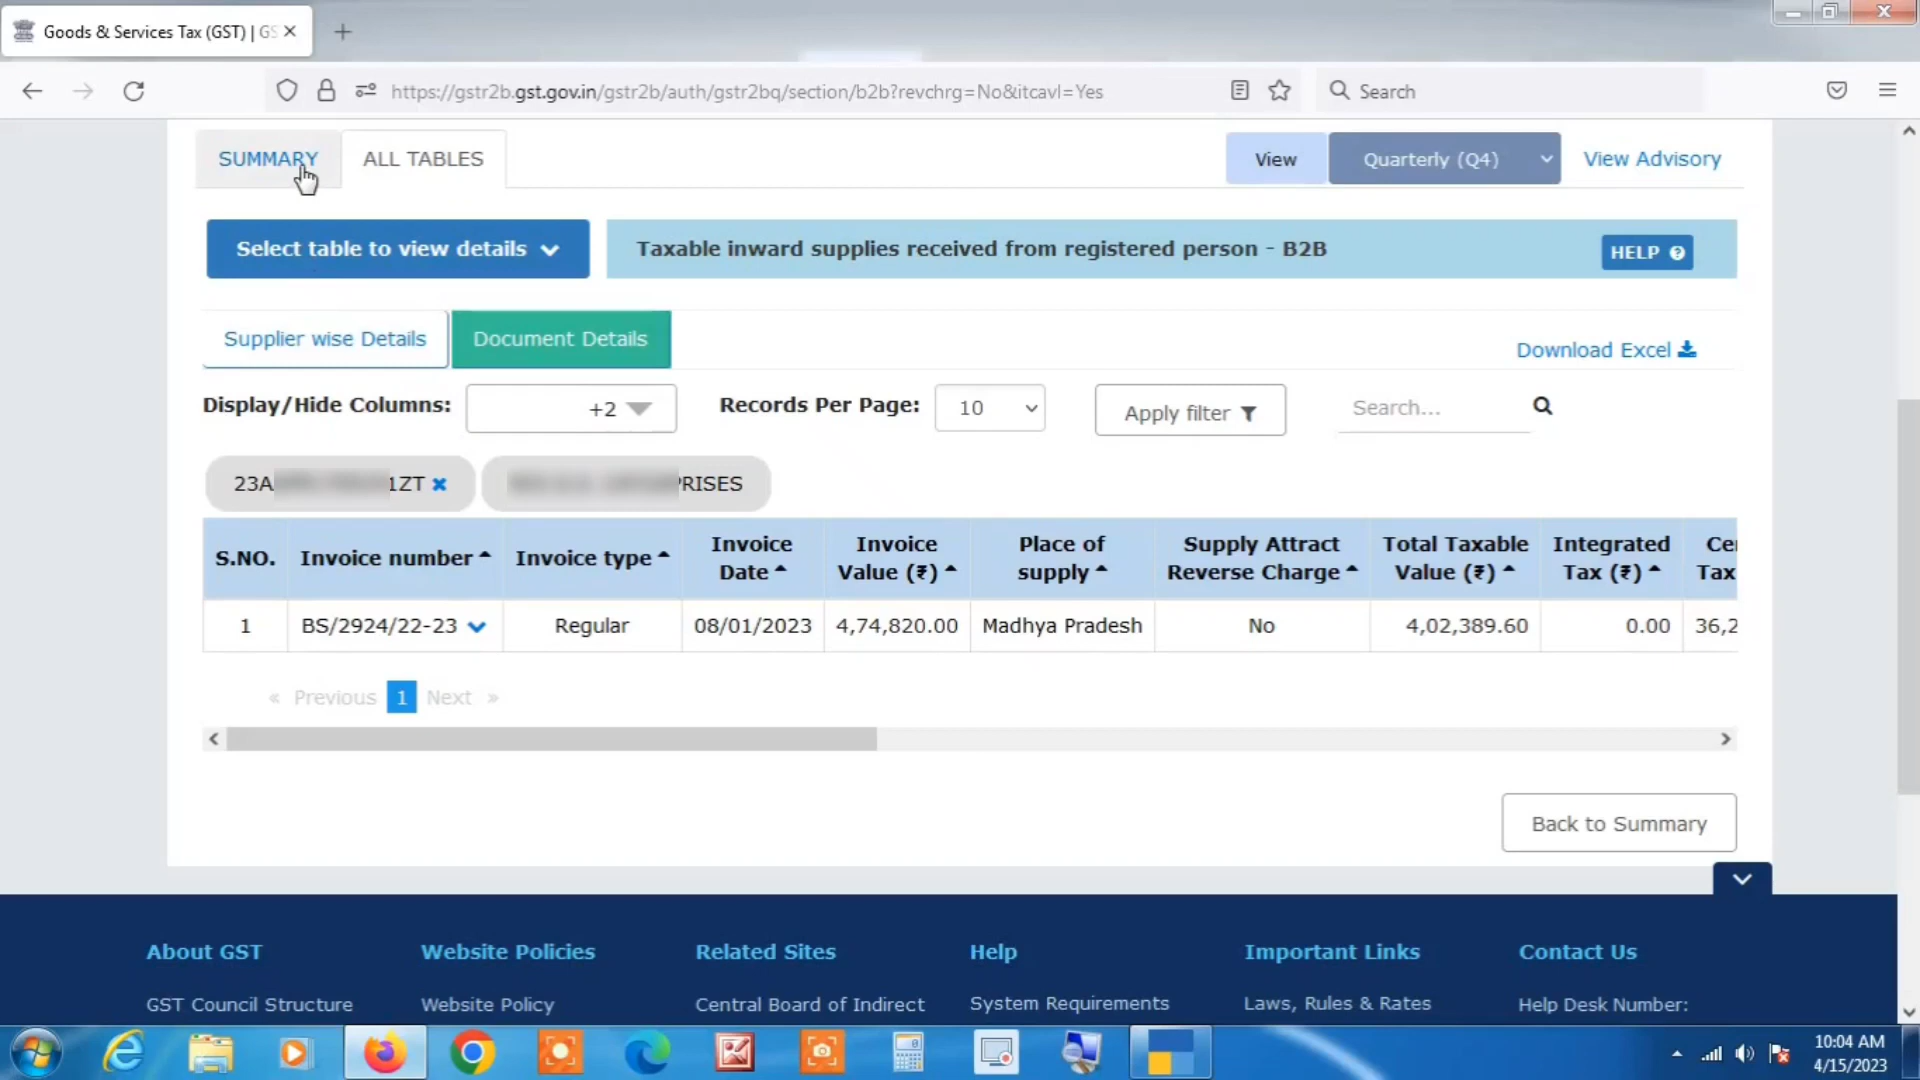 Goods & Services Tax (GST) | GS
https://gstr2b.gst.gov.in/gstr2b/auth/gstr2bq/section/b2b?revchrg=No&itcavl=Yes
Search
SUMMARY
ALL TABLES
View
Quarterly (Q4)
View Advisory
Select table to view details
Taxable inward supplies received from registered person - B2B
HELP
Supplier wise Details
Document Details
Download Excel
Display/Hide Columns:
+2
Records Per Page:
10
Apply filter
Search...
23A
1ZT
PRISES
S.NO. Invoice number Invoice type Invoice Date Invoice Value (₹) Place of supply Supply Attract Reverse Charge Total Taxable Value (₹) Integrated Tax (₹) Cen Tax
1 BS/2924/22-23 Regular 08/01/2023 4,74,820.00 Madhya Pradesh No 4,02,389.60 0.00 36,2
« Previous 1 Next »
Back to Summary
About GST
Website Policies
Related Sites
Help
Important Links
Contact Us
GST Council Structure
Website Policy
Central Board of Indirect
System Requirements
Laws, Rules & Rates
Help Desk Number:
10:04 AM
4/15/2023